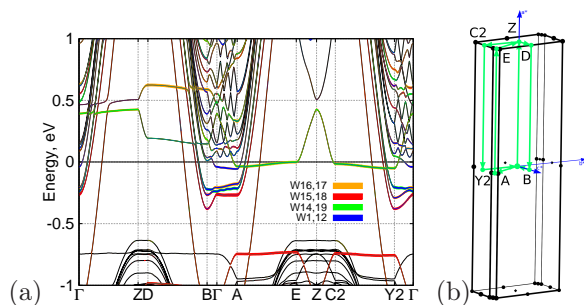 Energy, eV
1
0.5
0
-0.5
-1
W16,17
W15,18
W14,19
W1,12
Γ ZD BΓ A E Z C2 Y2 Γ
(a)
C2 Z
E D
Y2 A B
(b)